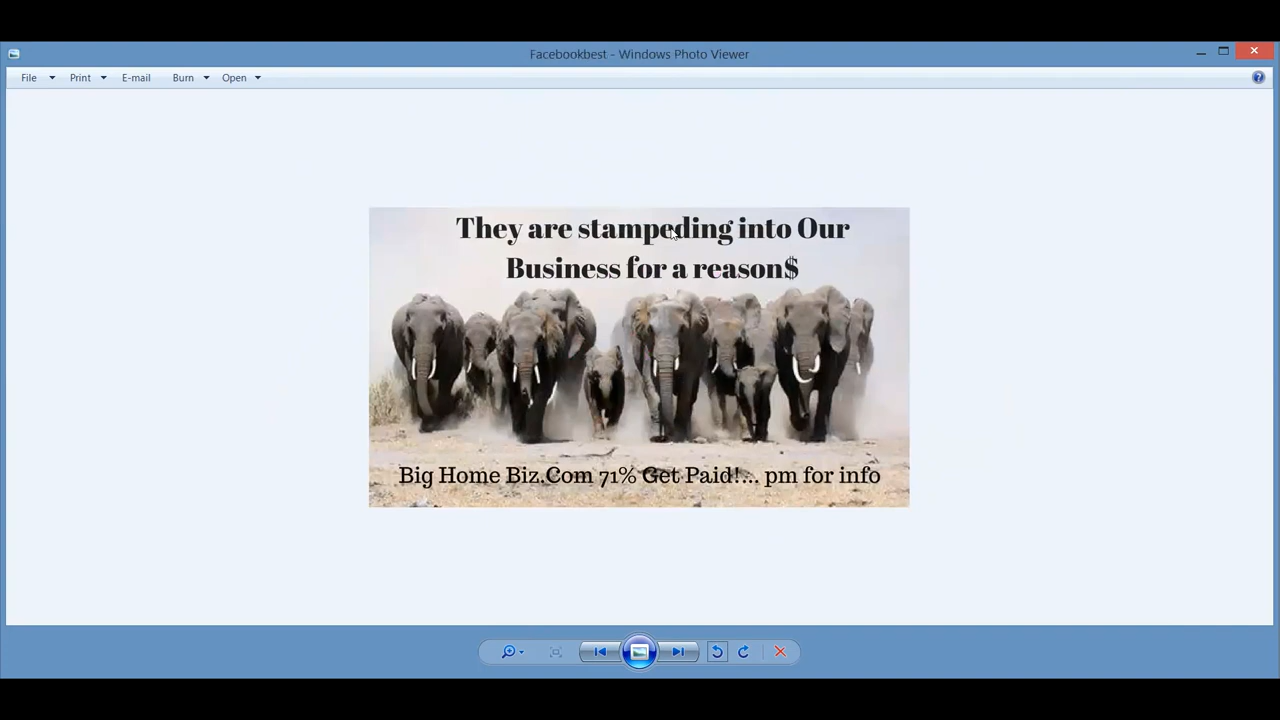 Facebookbest - Windows Photo Viewer
File Print E-mail Burn Open
They are stampeding into Our
Business for a reason$
Big Home Biz.Com 71% Get Paid!... pm for info